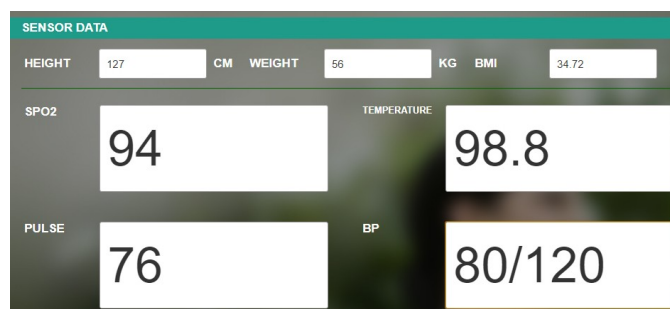 SENSOR DATA
HEIGHT 127 CM WEIGHT 56 KG BMI 34.72
SPO2 94 TEMPERATURE 98.8
PULSE 76 BP 80/120